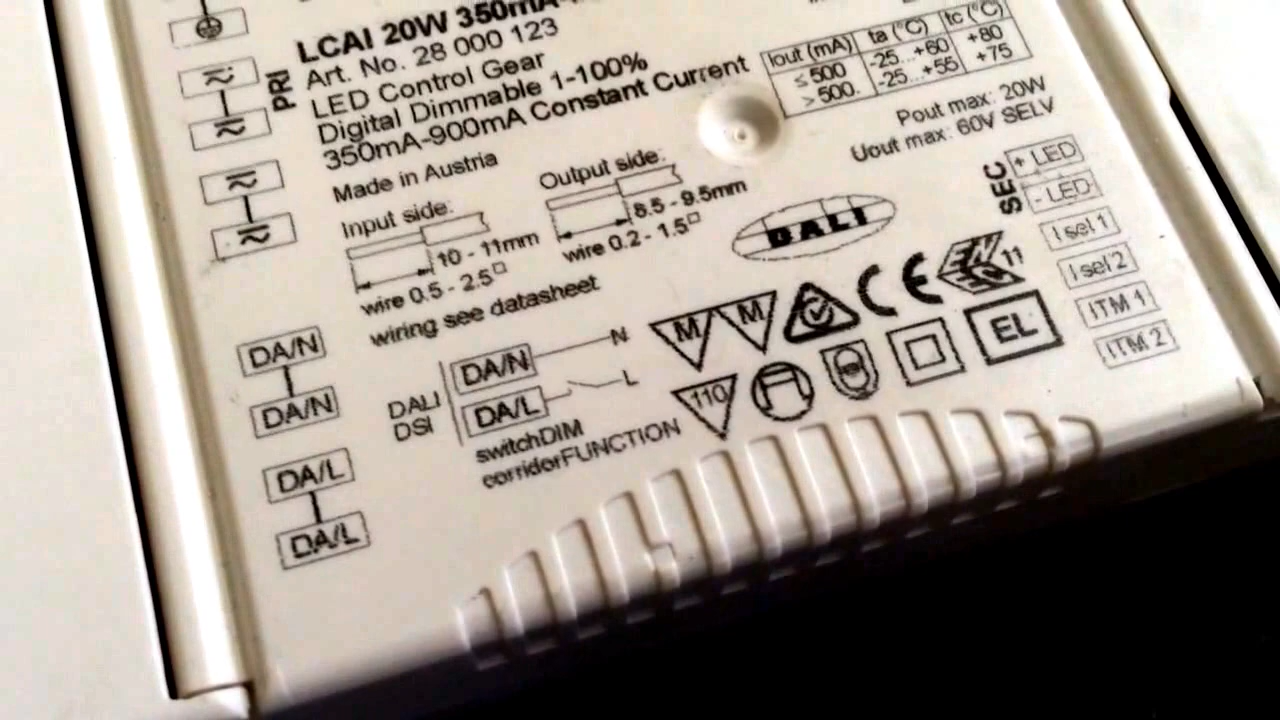 LCAI 20W 350mA
Art. No. 28 000 123
LED Control Gear
Digital Dimmable 1-100%
350mA-900mA Constant Current
Made in Austria
PRI
Iout (mA) ta (°C) tc (°C)
≤ 500 -25...+60 +80
> 500. -25...+55 +75
Pout max: 20W
Uout max: 60V SELV
Input side:
10 - 11mm
wire 0.5 - 2.5□
Output side:
8.5 - 9.5mm
wire 0.2 - 1.5□
wiring see datasheet
DALI
SEC
+ LED
- LED
I sel 1
I sel 2
ITM 1
ITM 2
DA/N
DA/N
DA/L
DA/L
DALI
DSI
DA/N N
DA/L L
switchDIM
corridorFUNCTION
M M
CE
EN
EC
11
110
EL